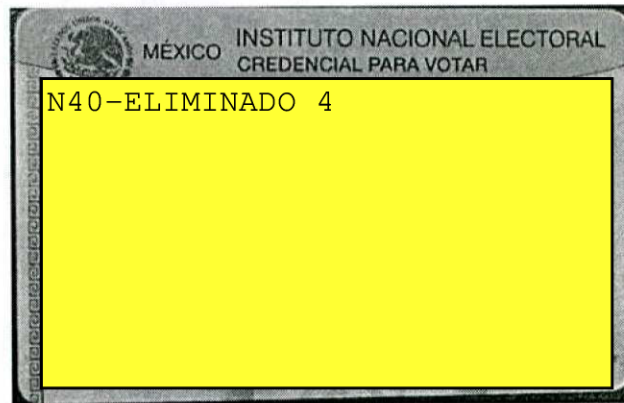 MÉXICO INSTITUTO NACIONAL ELECTORAL
CREDENCIAL PARA VOTAR
N40-ELIMINADO 4